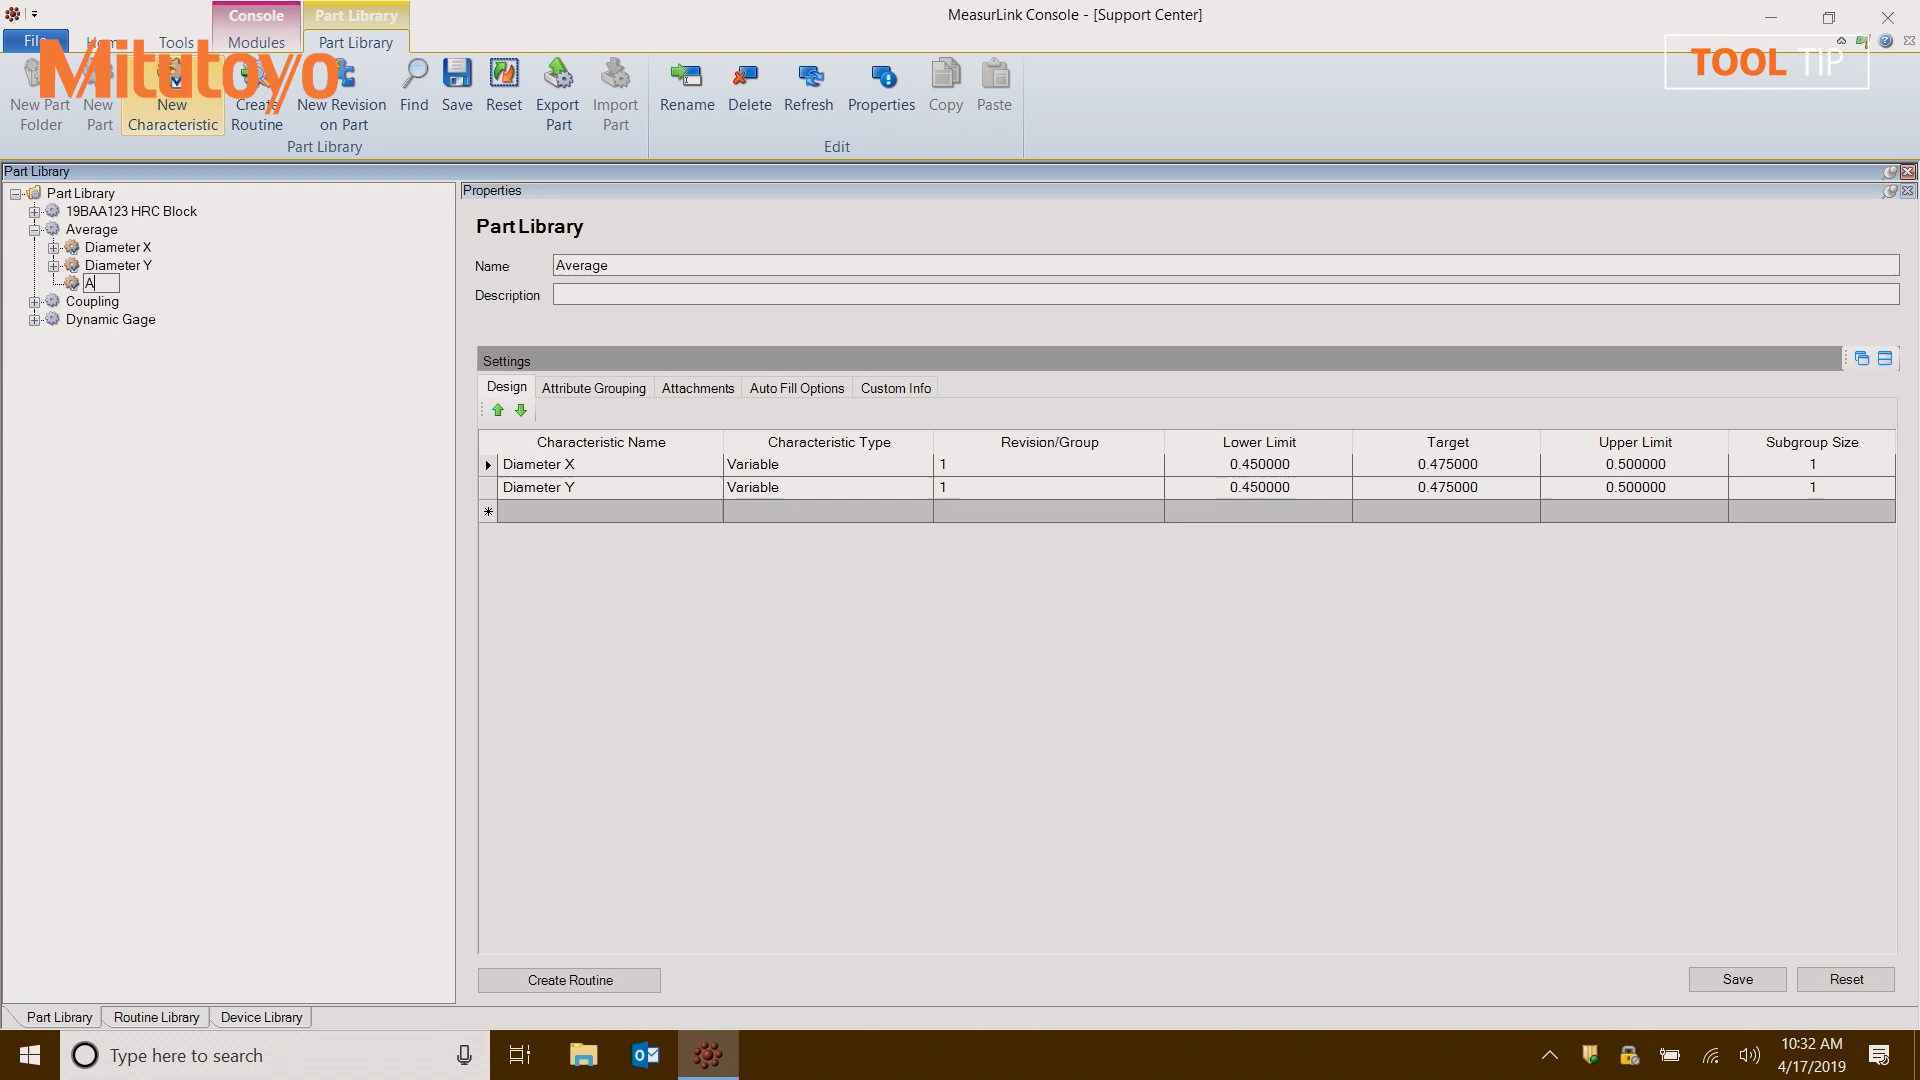 Console
Part Library
MeasurLink Console - [Support Center]
File
Home
Tools
Modules
Part Library
Mitutoyo
TOOL TIP
New Part Folder
New Part
New Characteristic
Create Routine
New Revision on Part
Find
Save
Reset
Export Part
Import Part
Rename
Delete
Refresh
Properties
Copy
Paste
Part Library
Edit
Part Library
Properties
Part Library
19BAA123 HRC Block
Average
Diameter X
Diameter Y
A
Coupling
Dynamic Gage
Part Library
Name
Average
Description
Settings
Design
Attribute Grouping
Attachments
Auto Fill Options
Custom Info
Characteristic Name Characteristic Type Revision/Group Lower Limit Target Upper Limit Subgroup Size
Diameter X Variable 1 0.450000 0.475000 0.500000 1
Diameter Y Variable 1 0.450000 0.475000 0.500000 1
Create Routine
Save
Reset
Part Library
Routine Library
Device Library
Type here to search
10:32 AM
4/17/2019